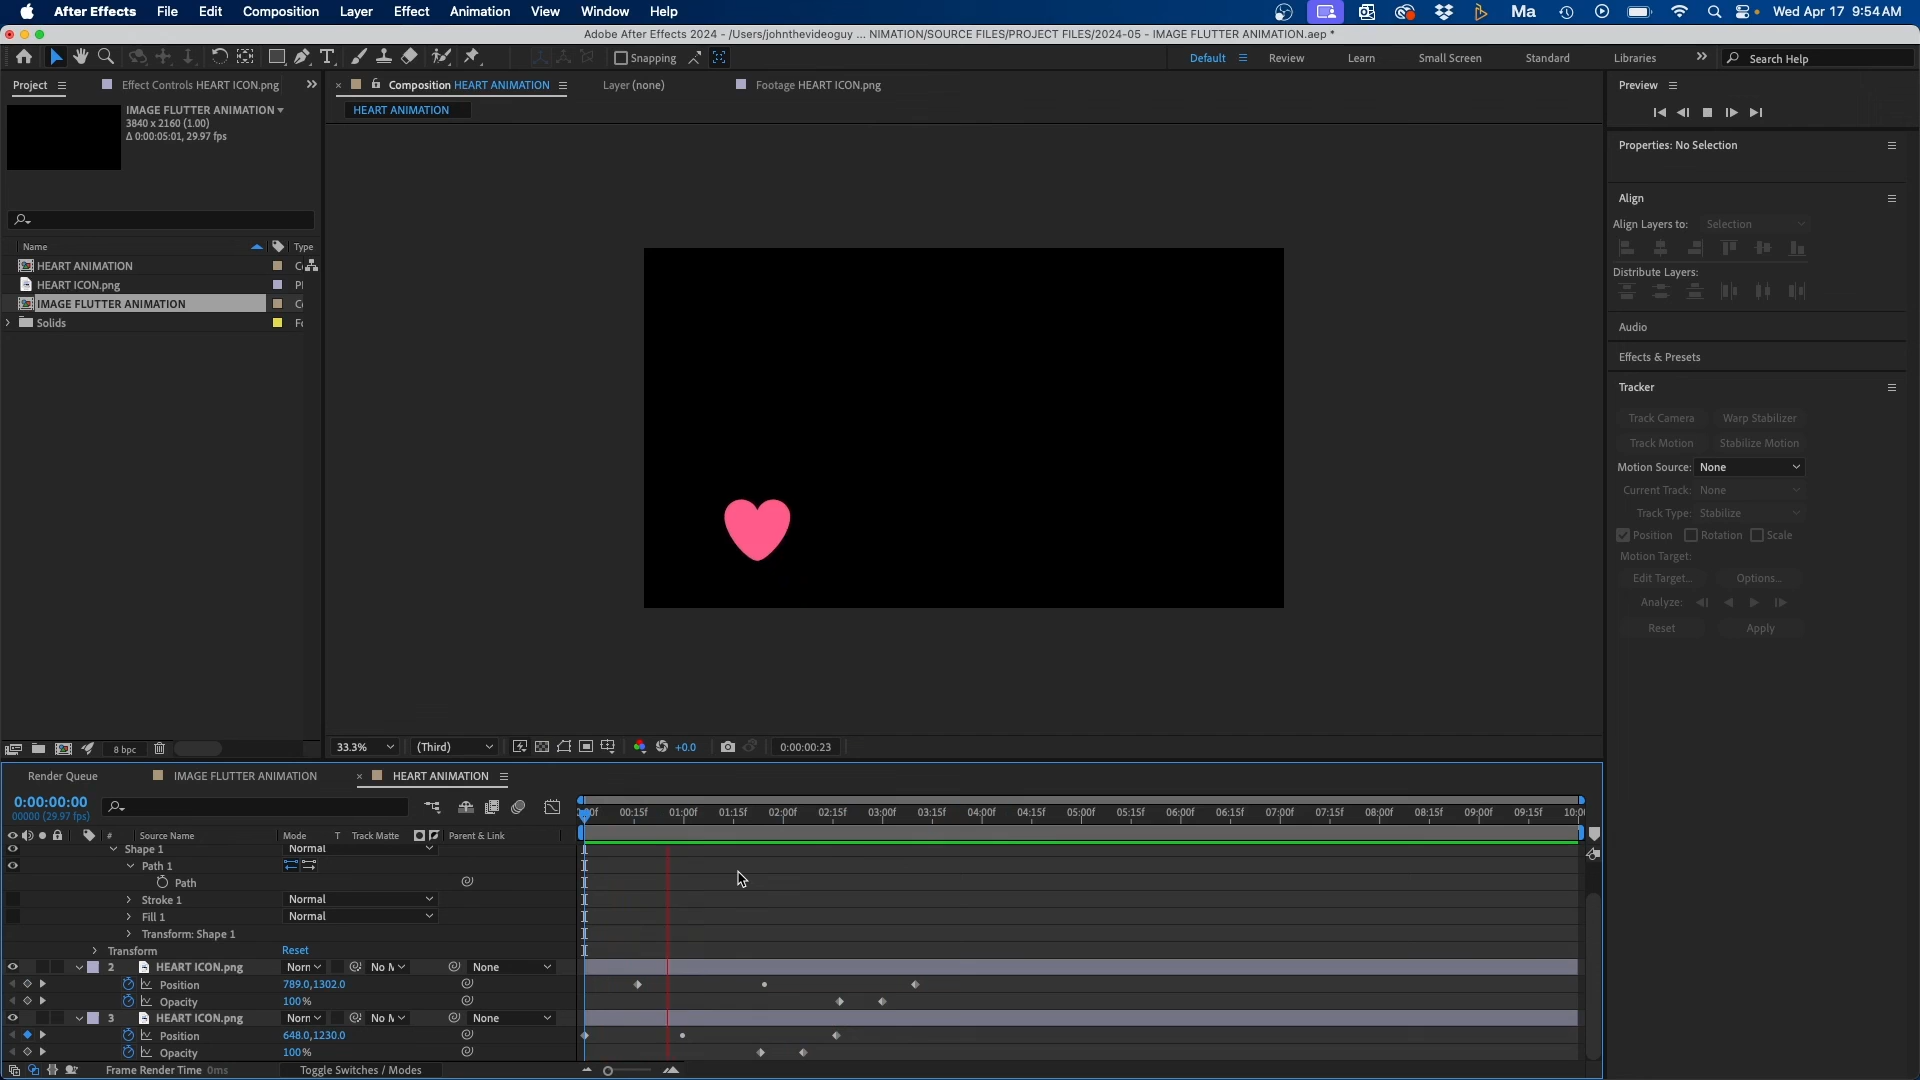 After Effects File Edit Composition Layer Effect Animation View Window Help Ma Wed Apr 17 9:54 AM
Adobe After Effects 2024 - /Users/johnthevideoguy ... NIMATION/SOURCE FILES/PROJECT FILES/2024-05 - IMAGE FLUTTER ANIMATION.aep *
Snapping Default Review Learn Small Screen Standard Libraries Search Help
Project Effect Controls HEART ICON.png Composition HEART ANIMATION Layer (none) Footage HEART ICON.png Preview
IMAGE FLUTTER ANIMATION HEART ANIMATION
3840 x 2160 (1.00)
Δ 0:00:05:01, 29.97 fps
Properties: No Selection
Align
Align Layers to: Selection
Name Type
HEART ANIMATION
HEART ICON.png
IMAGE FLUTTER ANIMATION
Solids
Distribute Layers:
Audio
Effects & Presets
Tracker
Track Camera Warp Stabilizer
Track Motion Stabilize Motion
Motion Source: None
Current Track: None
Track Type: Stabilize
Position Rotation Scale
Motion Target:
Edit Target... Options...
Analyze:
Reset Apply
8 bpc 33.3% (Third) +0.0 0:00:00:23
Render Queue IMAGE FLUTTER ANIMATION × HEART ANIMATION
0:00:00:00
00000 (29.97 fps)
00f 00:15f 01:00f 01:15f 02:00f 02:15f 03:00f 03:15f 04:00f 04:15f 05:00f 05:15f 06:00f 06:15f 07:00f 07:15f 08:00f 08:15f 09:00f 09:15f 10:0
# Source Name Mode T Track Matte Parent & Link
Shape 1 Normal
Path 1
Path
Stroke 1 Normal
Fill 1 Normal
Transform: Shape 1
Transform Reset
2 HEART ICON.png Norn No M None
Position 789.0,1302.0
Opacity 100%
3 HEART ICON.png Norn No M None
Position 648.0,1230.0
Opacity 100%
Frame Render Time 0ms Toggle Switches / Modes